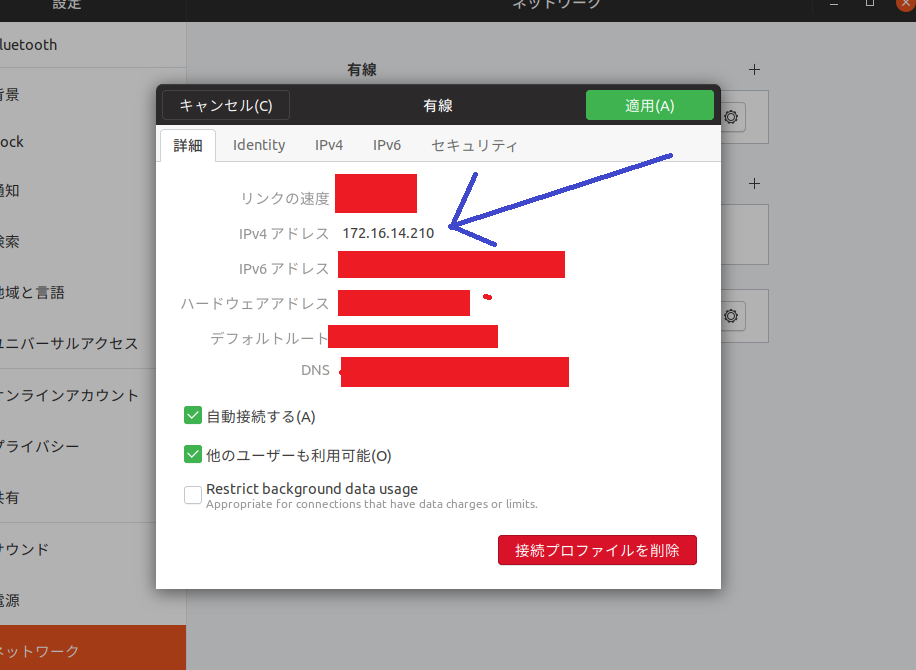 設定
ネットワーク
luetooth
有線
背景
ock
通知
検索
地域と言語
ユニバーサルアクセス
オンラインアカウント
プライバシー
共有
サウンド
電源
ネットワーク
キャンセル(C)
有線
適用(A)
詳細
Identity
IPv4
IPv6
セキュリティ
リンクの速度
IPv4 アドレス 172.16.14.210
IPv6 アドレス
ハードウェアアドレス
デフォルトルート
DNS
自動接続する(A)
他のユーザーも利用可能(O)
Restrict background data usage
Appropriate for connections that have data charges or limits.
接続プロファイルを削除